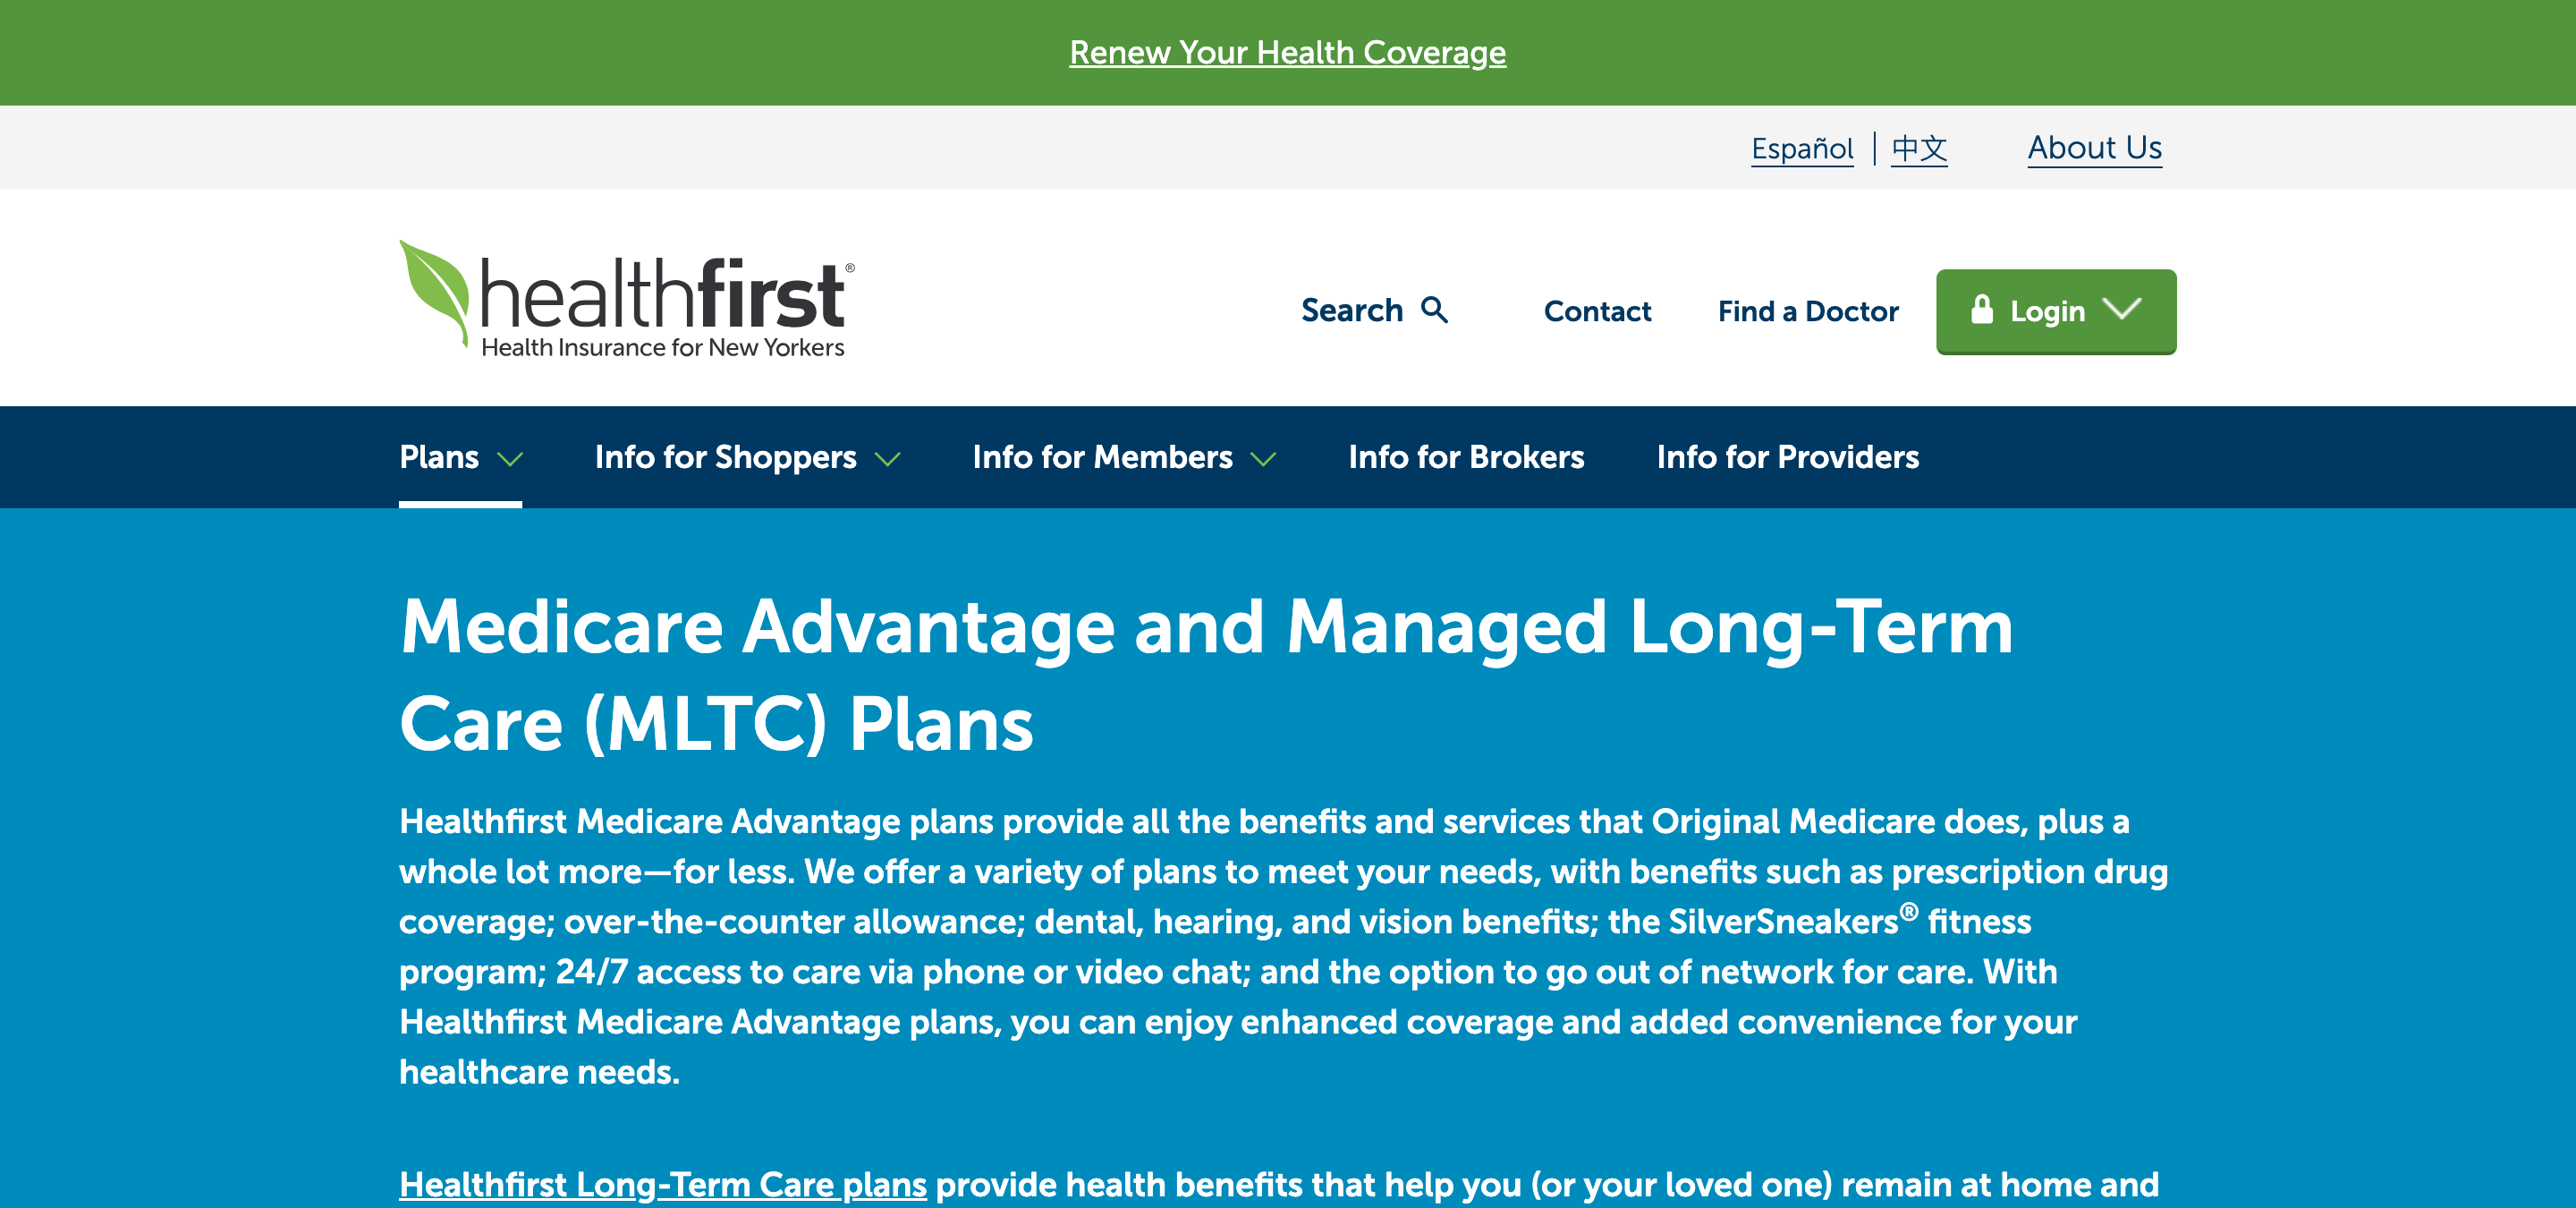 Renew Your Health Coverage
Español | 中文 About Us
healthfirst®
Health Insurance for New Yorkers
Search Contact Find a Doctor Login
Plans Info for Shoppers Info for Members Info for Brokers Info for Providers
Medicare Advantage and Managed Long-Term
Care (MLTC) Plans
Healthfirst Medicare Advantage plans provide all the benefits and services that Original Medicare does, plus a
whole lot more—for less. We offer a variety of plans to meet your needs, with benefits such as prescription drug
coverage; over-the-counter allowance; dental, hearing, and vision benefits; the SilverSneakers® fitness
program; 24/7 access to care via phone or video chat; and the option to go out of network for care. With
Healthfirst Medicare Advantage plans, you can enjoy enhanced coverage and added convenience for your
healthcare needs.
Healthfirst Long-Term Care plans provide health benefits that help you (or your loved one) remain at home and